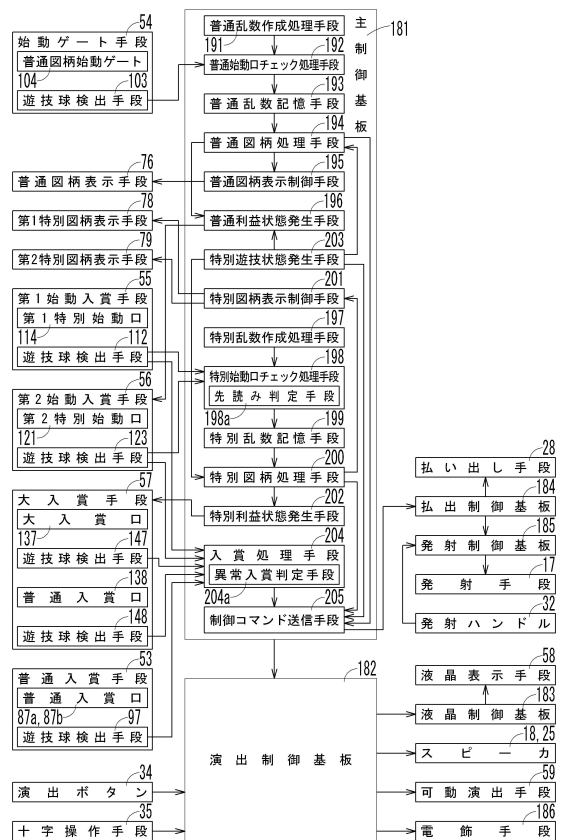 54
始動ゲート手段
普通図柄始動ゲート
104
103
遊技球検出手段
76
普通図柄表示手段
78
第1特別図柄表示手段
79
第2特別図柄表示手段
55
第1始動入賞手段
第1特別始動口
114
112
遊技球検出手段
56
第2始動入賞手段
第2特別始動口
121
123
遊技球検出手段
57
大入賞手段
大入賞口
137
147
遊技球検出手段
138
普通入賞口
148
遊技球検出手段
53
普通入賞手段
普通入賞口
87a, 87b
97
遊技球検出手段
34
演出ボタン
35
十字操作手段
主制御基板
181
普通乱数作成処理手段
191
192
普通始動口チェック処理手段
193
普通乱数記憶手段
194
普通図柄処理手段
195
普通図柄表示制御手段
196
普通利益状態発生手段
203
特別遊技状態発生手段
201
特別図柄表示制御手段
197
特別乱数作成処理手段
198
特別始動口チェック処理手段
先読み判定手段
198a
199
特別乱数記憶手段
200
特別図柄処理手段
202
特別利益状態発生手段
204
入賞処理手段
異常入賞判定手段
204a
205
制御コマンド送信手段
182
演出制御基板
28
払い出し手段
184
払出制御基板
185
発射制御基板
17
発射手段
32
発射ハンドル
58
液晶表示手段
183
液晶制御基板
18, 25
スピーカ
59
可動演出手段
186
電飾手段